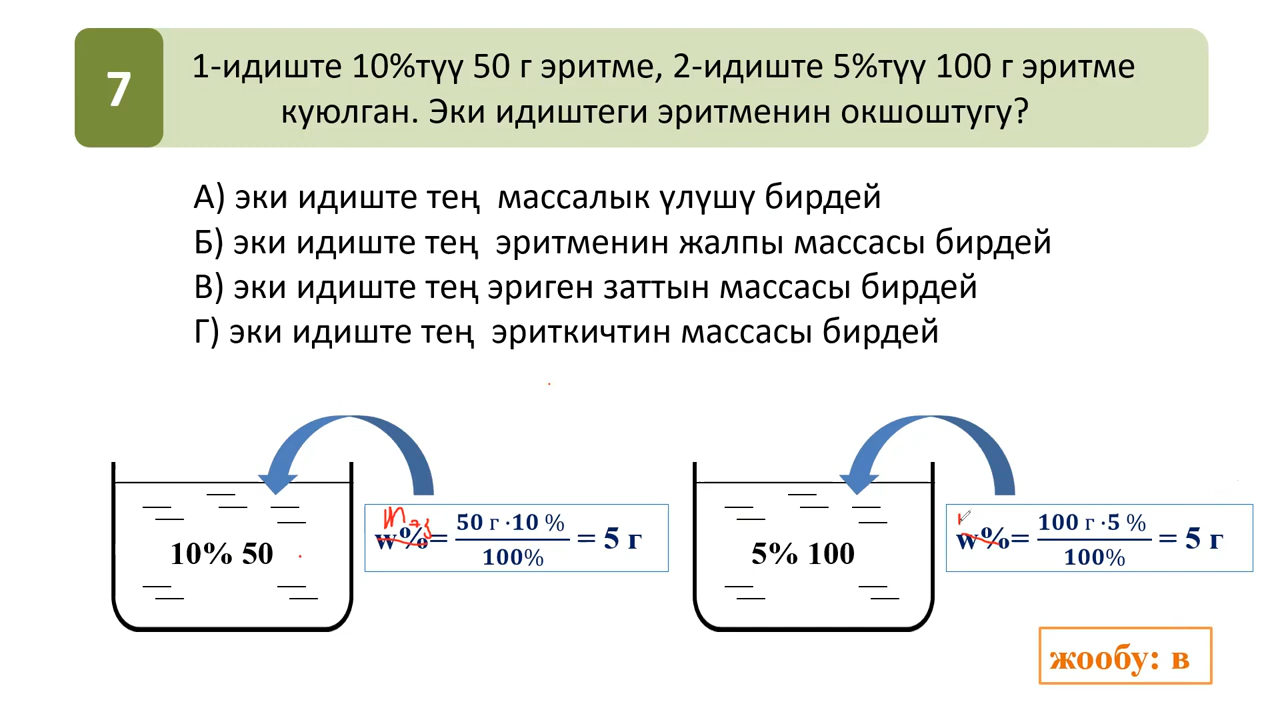 7
1-идиште 10%түү 50 г эритме, 2-идиште 5%түү 100 г эритме
куюлган. Эки идиштеги эритменин окшоштугу?
А) эки идиште тең массалык үлүшү бирдей
Б) эки идиште тең эритменин жалпы массасы бирдей
В) эки идиште тең эриген заттын массасы бирдей
Г) эки идиште тең эриткичтин массасы бирдей
10% 50
w%= 50 г ·10 % / 100% = 5 г
5% 100
w%= 100 г ·5 % / 100% = 5 г
жообу: в